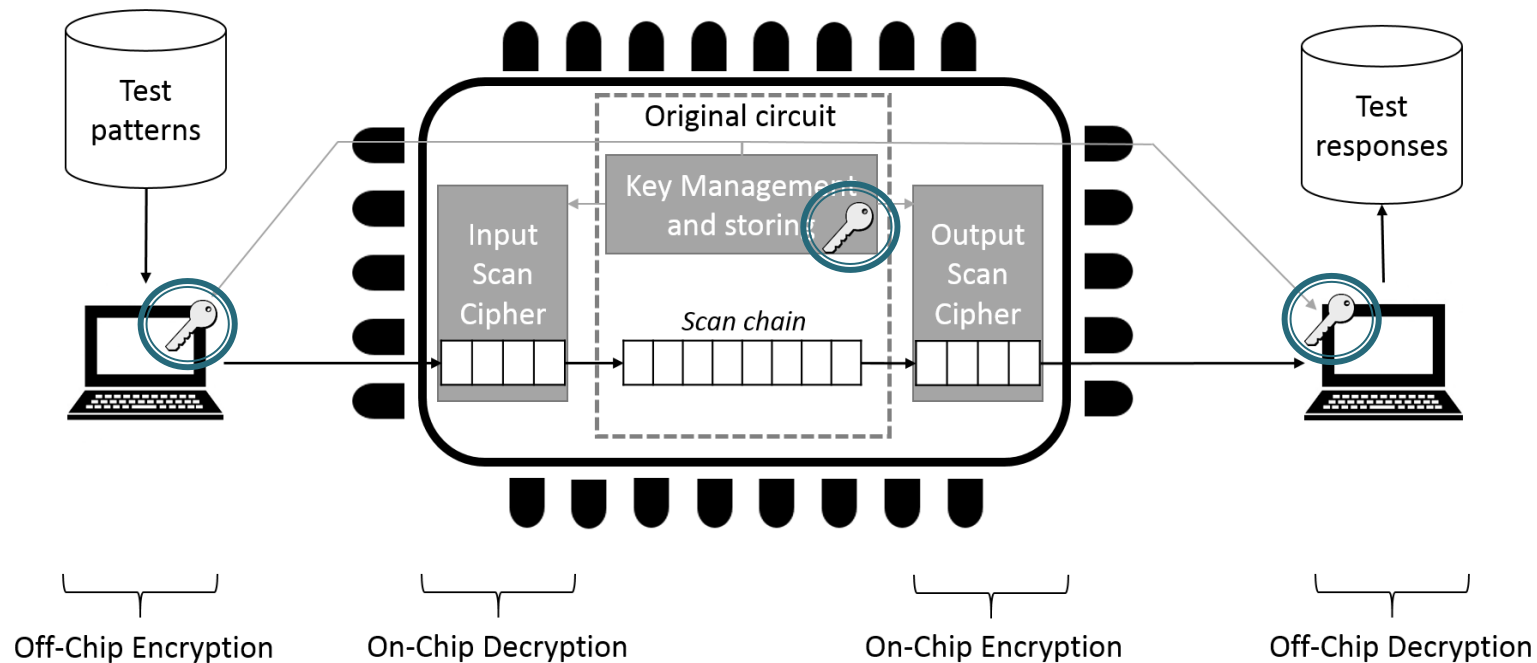 Test
patterns
Original circuit
Test
responses
Key Management
and storing
Input
Scan
Cipher
Output
Scan
Cipher
Scan chain
Off-Chip Encryption
On-Chip Decryption
On-Chip Encryption
Off-Chip Decryption